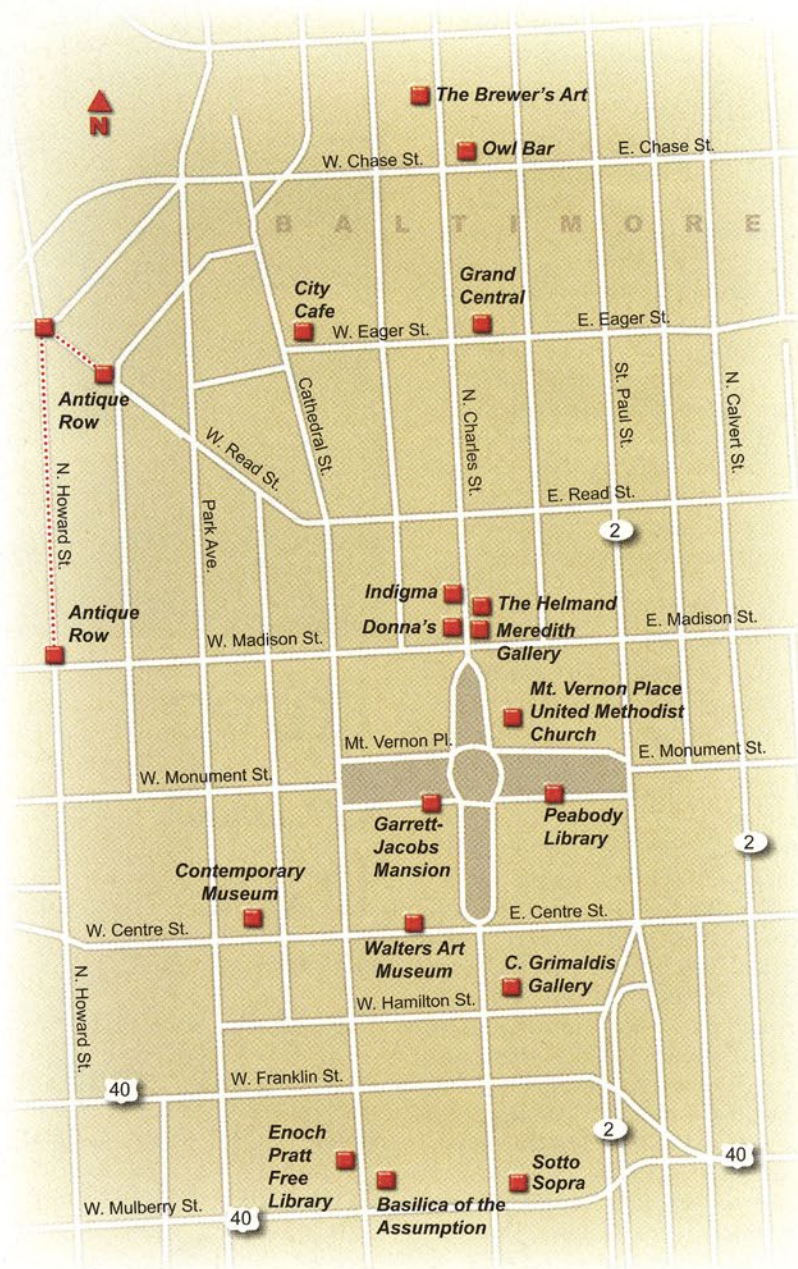 The Brewer's Art
N
Owl Bar
W. Chase St.
E. Chase St.
BALTIMORE
City
Cafe
Grand
Central
W. Eager St.
E. Eager St.
Antique
Row
Cathedral St.
N. Charles St.
St. Paul St.
N. Calvert St.
W. Read St.
N. Howard St.
Park Ave.
E. Read St.
2
Indigma
The Helmand
Donna's
Meredith
Gallery
Antique
Row
W. Madison St.
E. Madison St.
Mt. Vernon Place
United Methodist
Church
Mt. Vernon Pl.
E. Monument St.
W. Monument St.
Garrett-
Jacobs
Mansion
Peabody
Library
2
Contemporary
Museum
W. Centre St.
E. Centre St.
Walters Art
Museum
C. Grimaldis
Gallery
N. Howard St.
W. Hamilton St.
40
W. Franklin St.
2
40
Enoch
Pratt
Free
Library
Sotto
Sopra
W. Mulberry St.
40
Basilica of the
Assumption